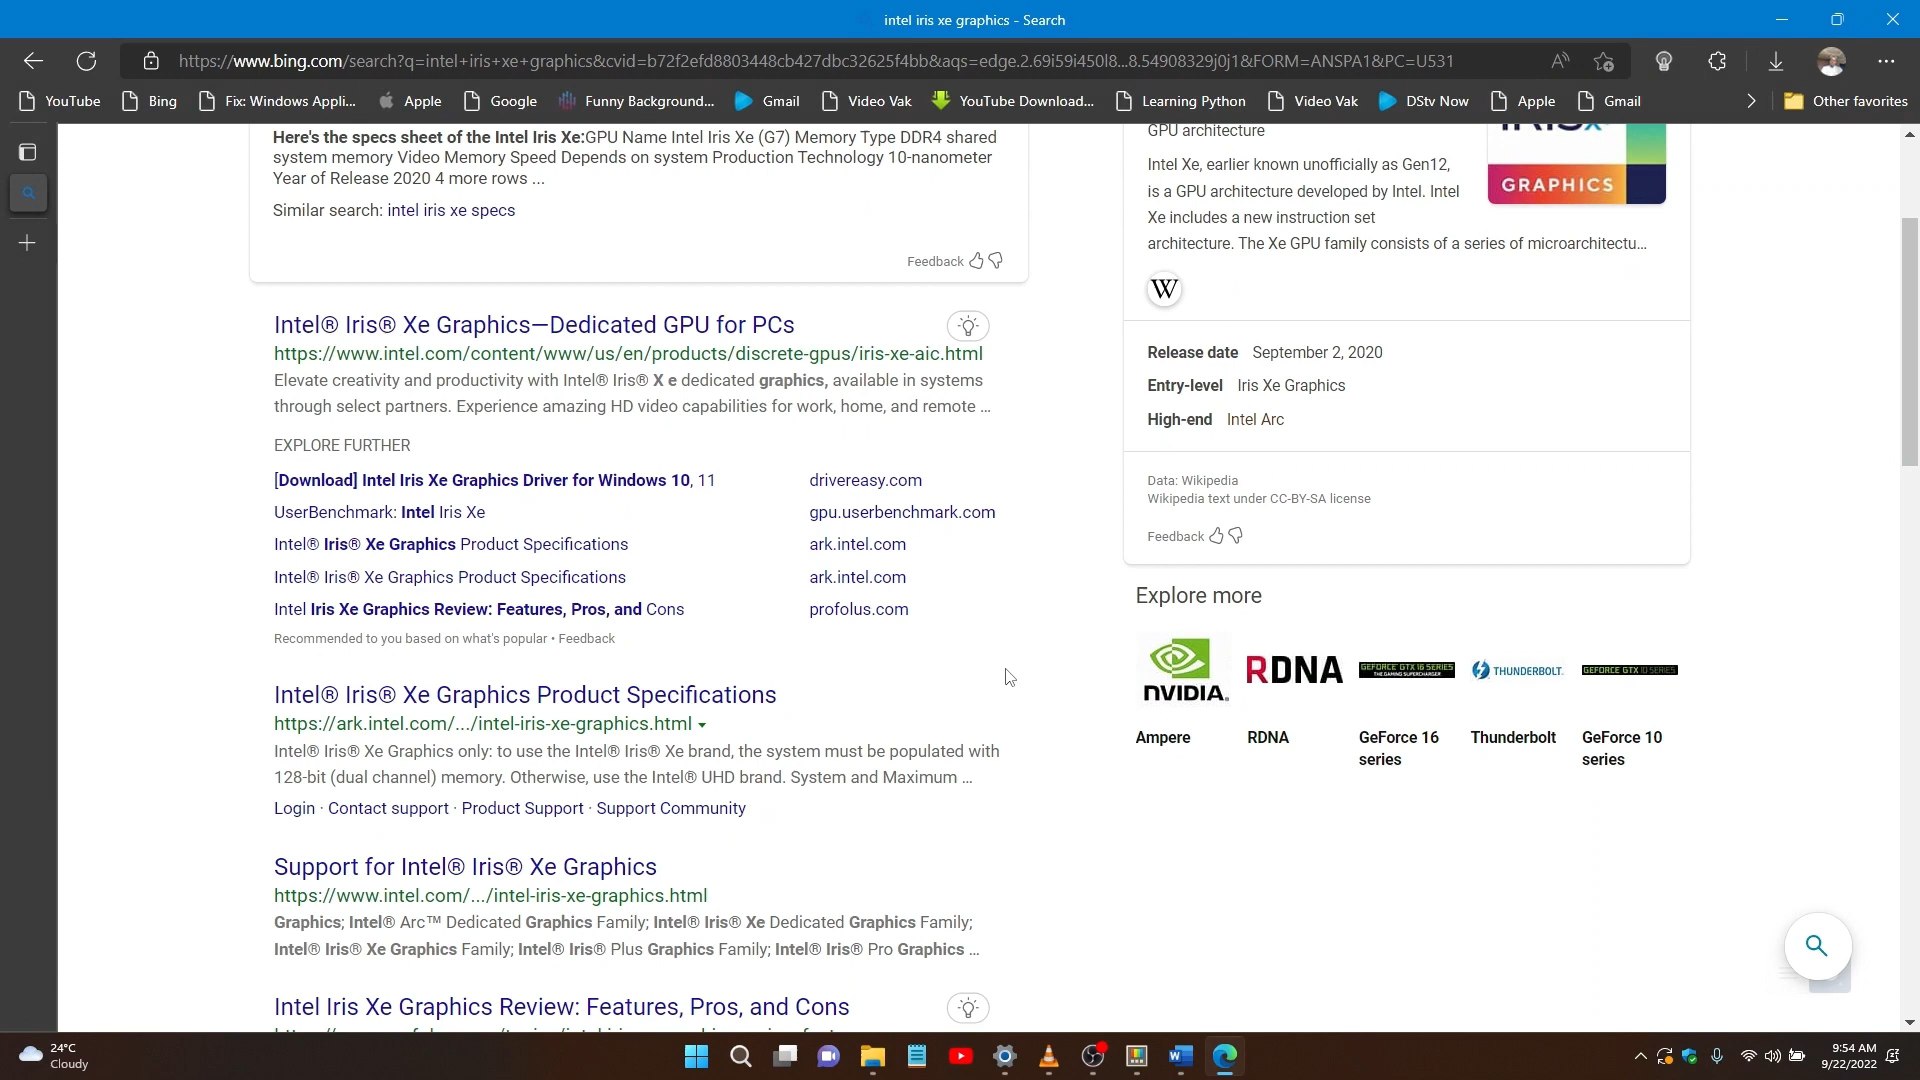 intel iris xe graphics - Search
https://www.bing.com/search?q=intel+iris+xe+graphics&cvid=b72f2efd8803448cb427dbc32625f4bb&aqs=edge.2.69i59i450l8...8.54908329j0j1&FORM=ANSPA1&PC=U531
YouTube Bing Fix: Windows Appli... Apple Google Funny Background... Gmail Video Vak YouTube Download... Learning Python Video Vak DStv Now Apple Gmail Other favorites
Here's the specs sheet of the Intel Iris Xe:GPU Name Intel Iris Xe (G7) Memory Type DDR4 shared
system memory Video Memory Speed Depends on system Production Technology 10-nanometer
Year of Release 2020 4 more rows ...
Similar search: intel iris xe specs
Feedback
Intel® Iris® Xe Graphics—Dedicated GPU for PCs
https://www.intel.com/content/www/us/en/products/discrete-gpus/iris-xe-aic.html
Elevate creativity and productivity with Intel® Iris® X e dedicated graphics, available in systems
through select partners. Experience amazing HD video capabilities for work, home, and remote ...
EXPLORE FURTHER
[Download] Intel Iris Xe Graphics Driver for Windows 10, 11 drivereasy.com
UserBenchmark: Intel Iris Xe gpu.userbenchmark.com
Intel® Iris® Xe Graphics Product Specifications ark.intel.com
Intel® Iris® Xe Graphics Product Specifications ark.intel.com
Intel Iris Xe Graphics Review: Features, Pros, and Cons profolus.com
Recommended to you based on what's popular • Feedback
Intel® Iris® Xe Graphics Product Specifications
https://ark.intel.com/.../intel-iris-xe-graphics.html
Intel® Iris® Xe Graphics only: to use the Intel® Iris® Xe brand, the system must be populated with
128-bit (dual channel) memory. Otherwise, use the Intel® UHD brand. System and Maximum ...
Login · Contact support · Product Support · Support Community
Support for Intel® Iris® Xe Graphics
https://www.intel.com/.../intel-iris-xe-graphics.html
Graphics; Intel® Arc™ Dedicated Graphics Family; Intel® Iris® Xe Dedicated Graphics Family;
Intel® Iris® Xe Graphics Family; Intel® Iris® Plus Graphics Family; Intel® Iris® Pro Graphics ...
Intel Iris Xe Graphics Review: Features, Pros, and Cons
GPU architecture
Intel Xe, earlier known unofficially as Gen12,
is a GPU architecture developed by Intel. Intel
Xe includes a new instruction set
architecture. The Xe GPU family consists of a series of microarchitectu...
IRISxe
GRAPHICS
W
Release date September 2, 2020
Entry-level Iris Xe Graphics
High-end Intel Arc
Data: Wikipedia
Wikipedia text under CC-BY-SA license
Feedback
Explore more
NVIDIA. RDNA GEFORCE GTX 16 SERIES THE GAMING SUPERCHARGER THUNDERBOLT. GEFORCE GTX 10 SERIES
Ampere RDNA GeForce 16 series Thunderbolt GeForce 10 series
24°C
Cloudy
9:54 AM
9/22/2022